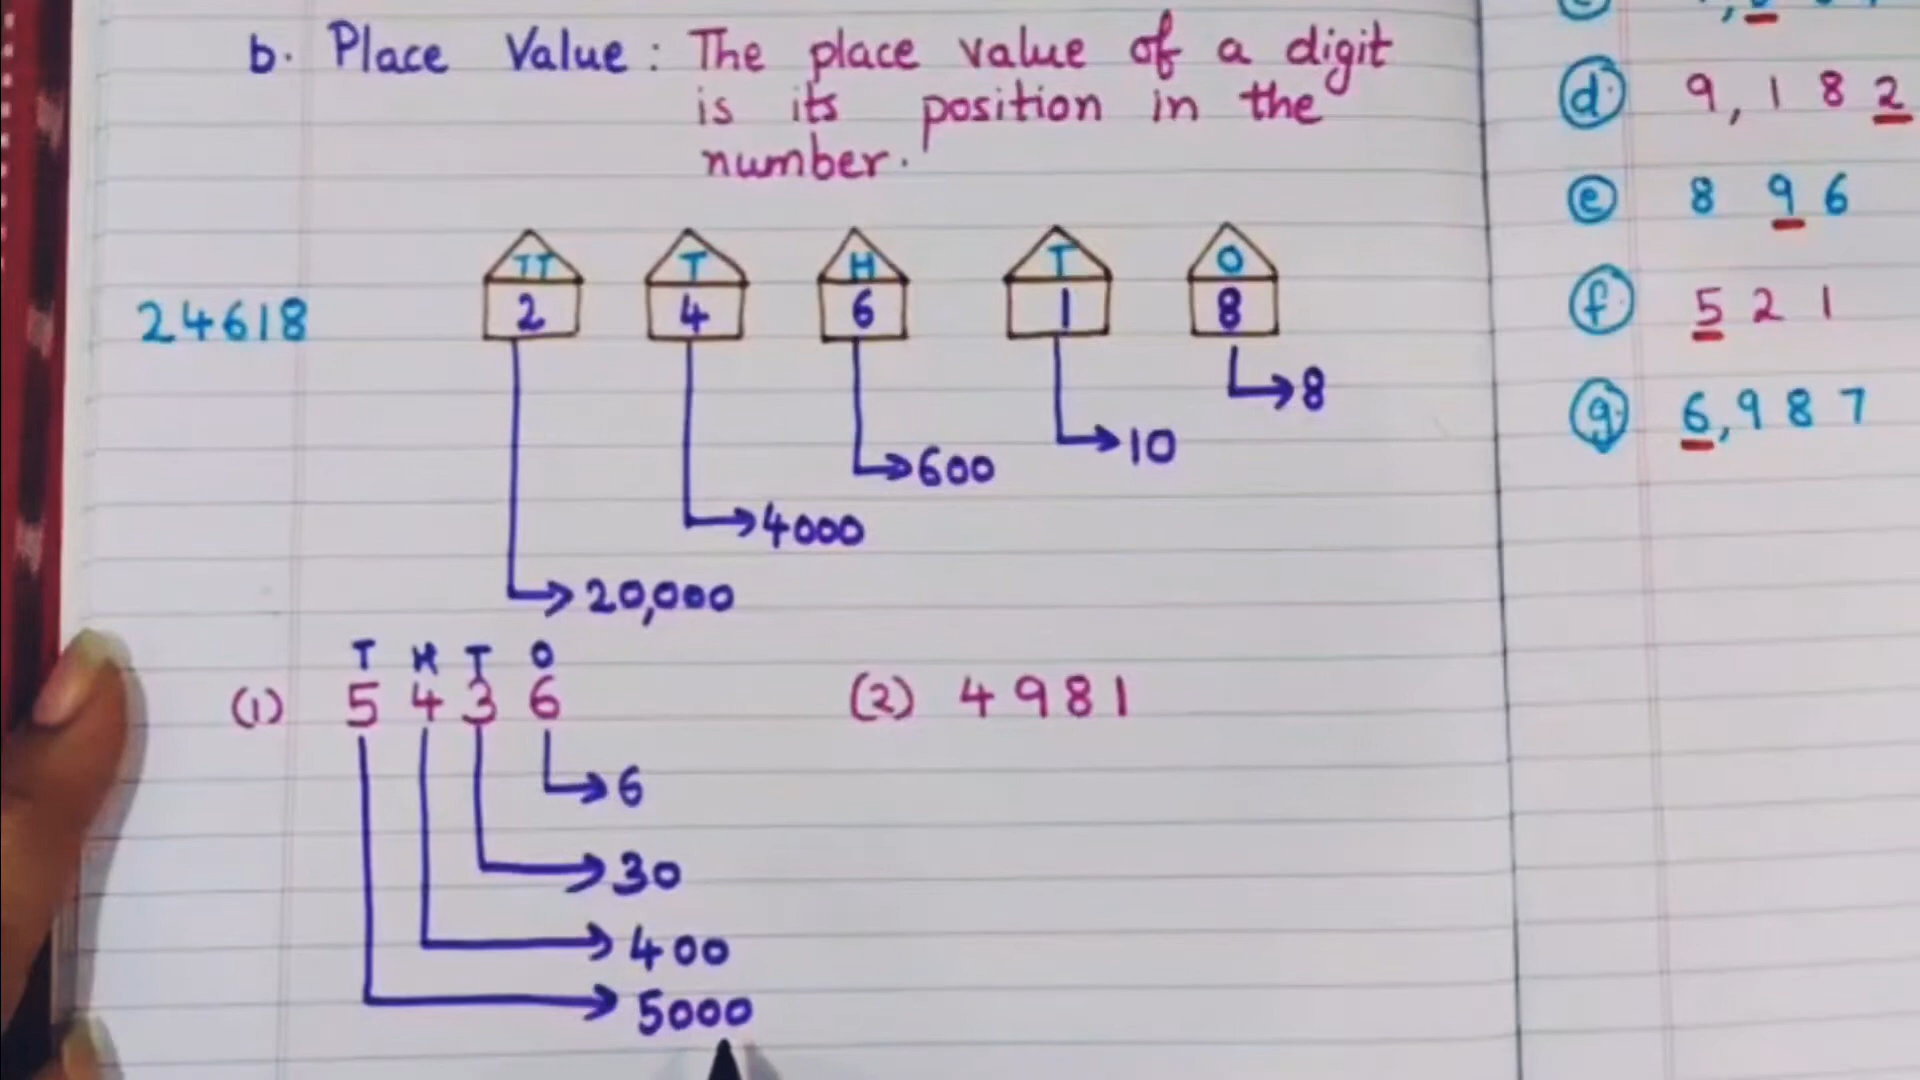 b. Place Value : The place value of a digit
is its position in the
number.
TT T H T O
24618 2 4 6 1 8
8
10
600
4000
20,000
T H T O
(1) 5 4 3 6 (2) 4 9 8 1
6
30
400
5000
(d) 9, 1 8 2
(e) 8 9 6
(f) 5 2 1
(g) 6, 9 8 7